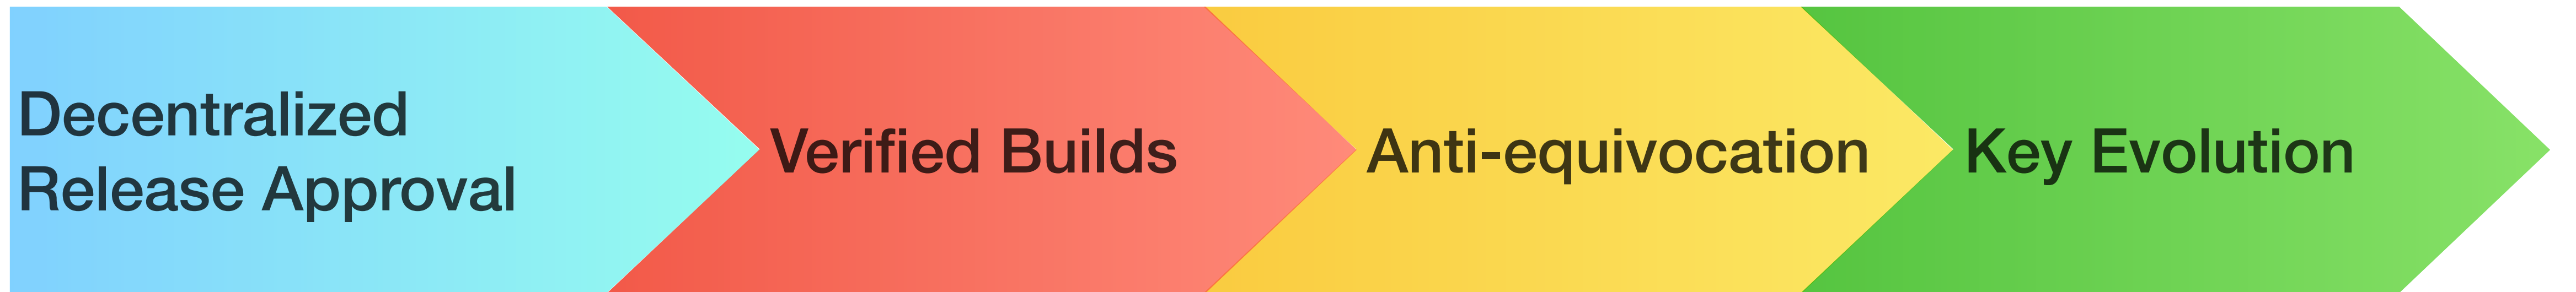 Decentralized
Release Approval
Verified Builds
Anti-equivocation
Key Evolution